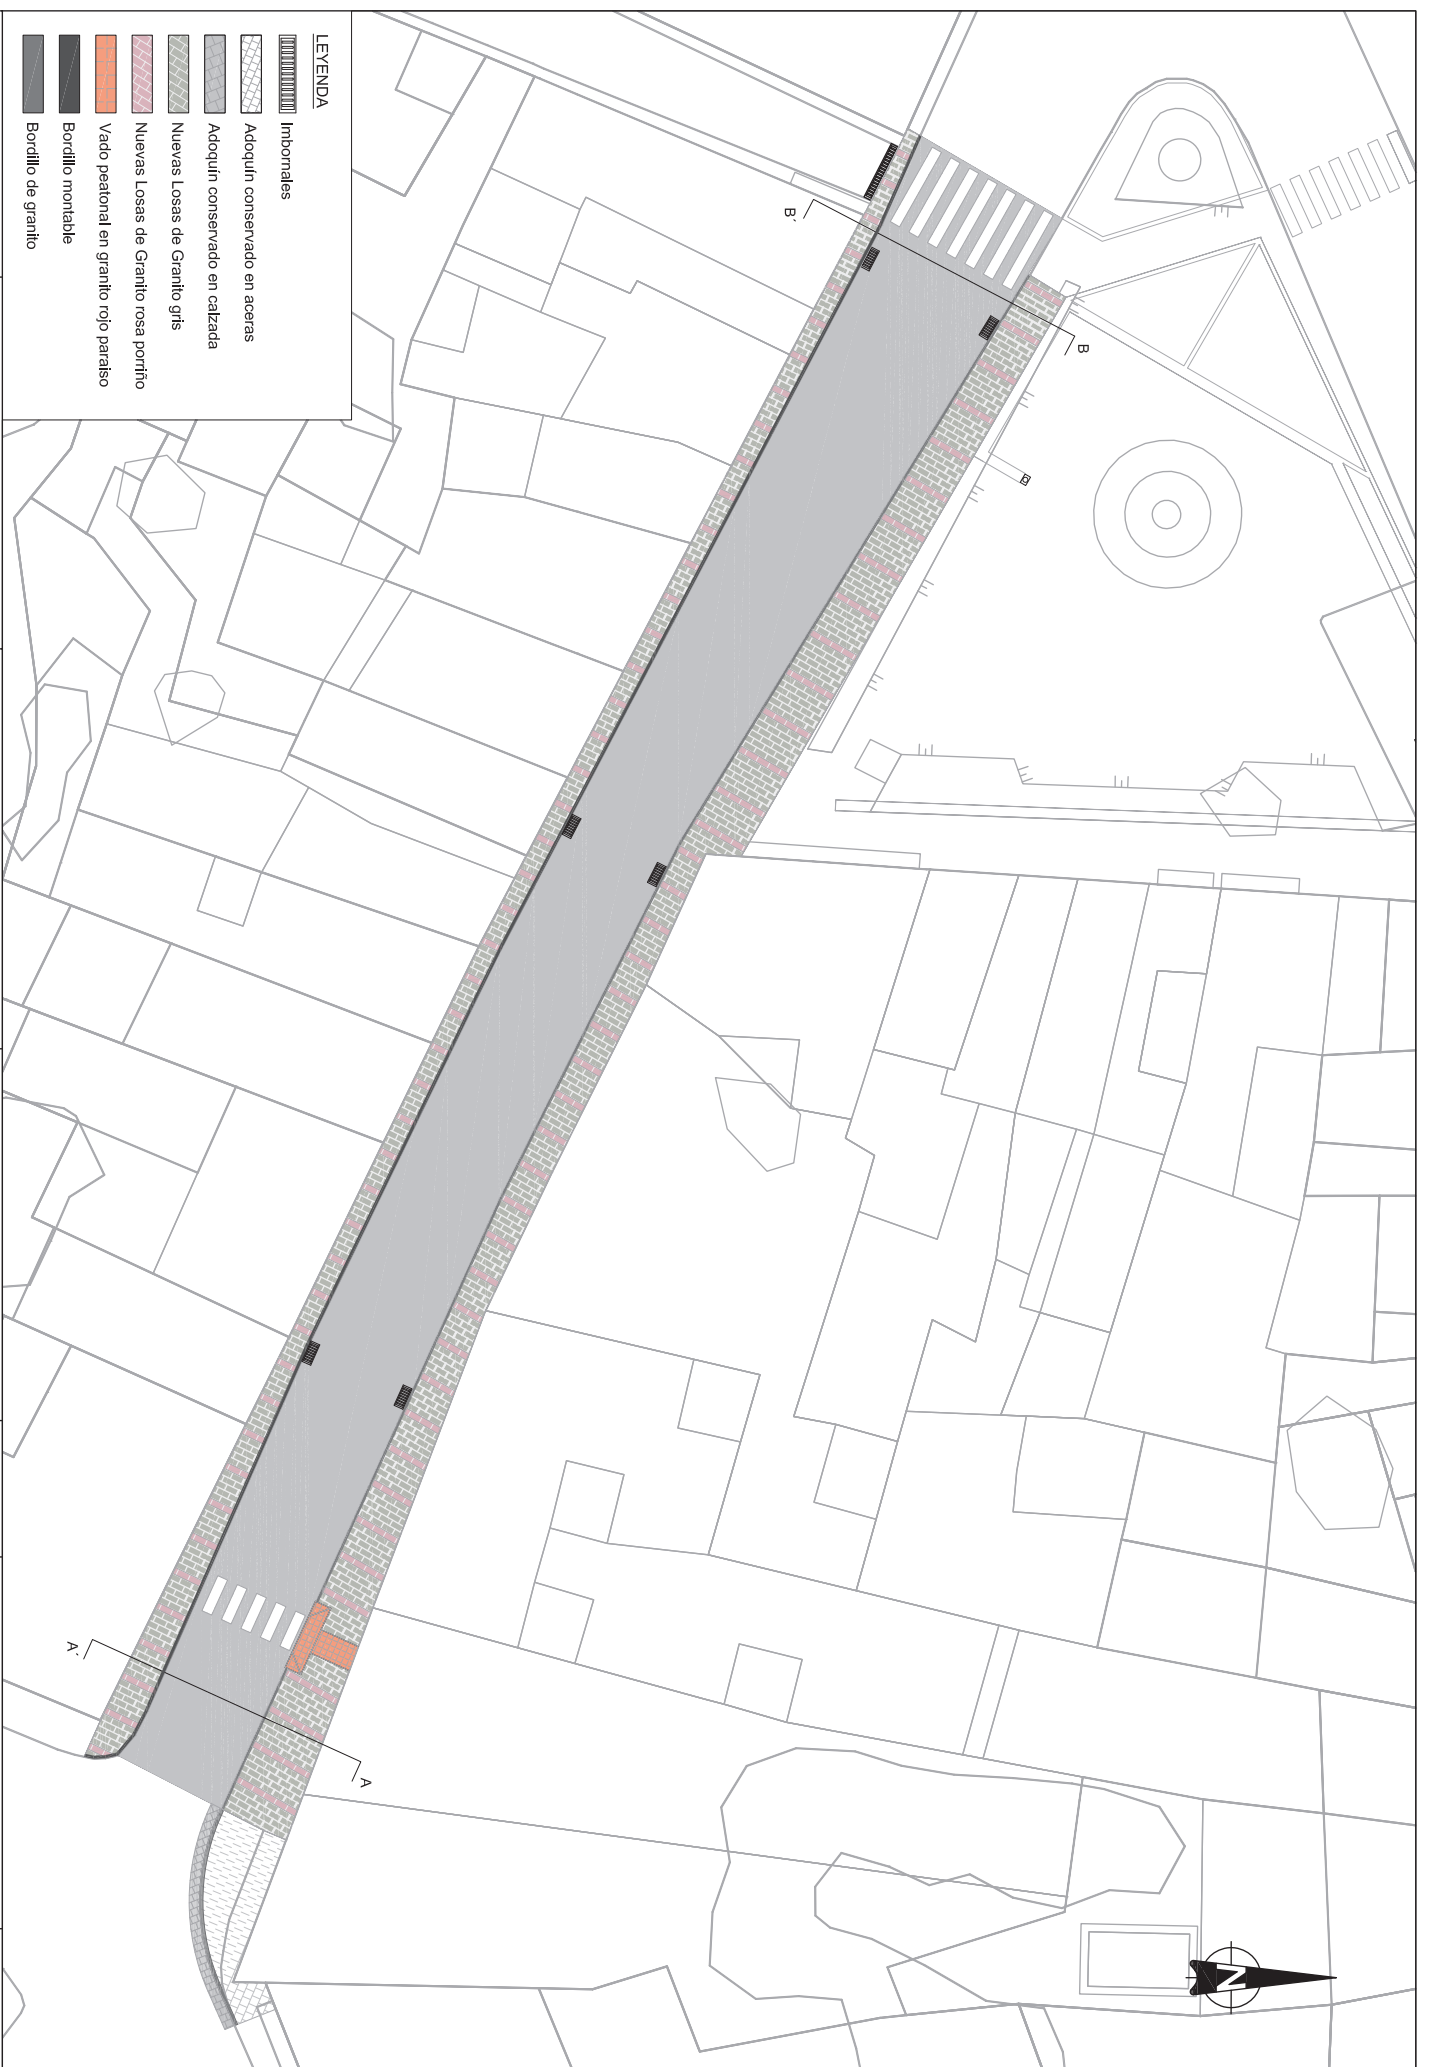 LEYENDA
Imbornales
Adoquín conservado en aceras
Adoquín conservado en calzada
Nuevas Losas de Granito gris
Nuevas Losas de Granito rosa porriño
Vado peatonal en granito rojo paraiso
Bordillo montable
Bordillo de granito
B´
B
A´
A
N